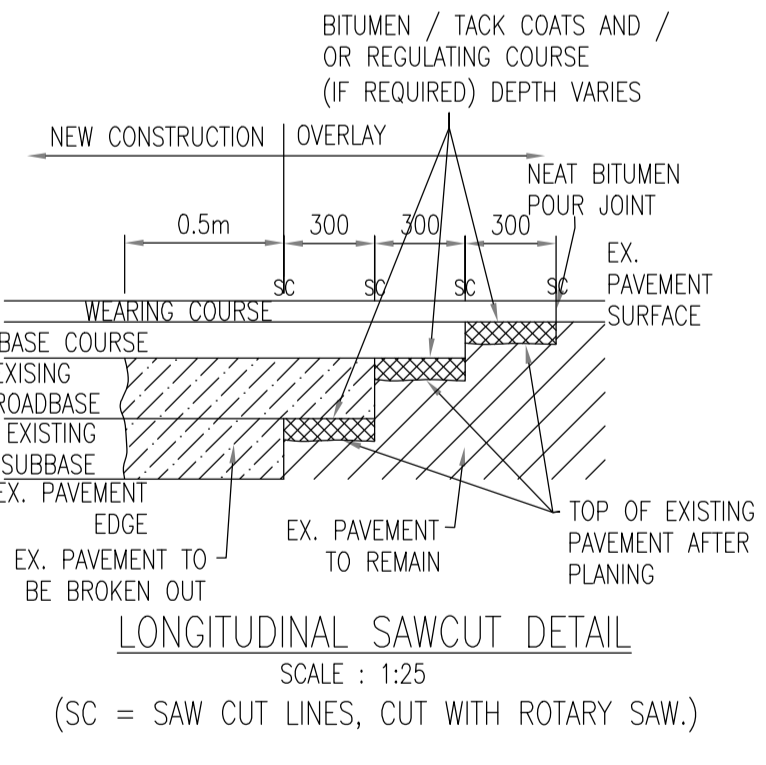 BITUMEN / TACK COATS AND /
OR REGULATING COURSE
(IF REQUIRED) DEPTH VARIES
NEW CONSTRUCTION
OVERLAY
NEAT BITUMEN
POUR JOINT
0.5m
300
300
300
EX.
PAVEMENT
SURFACE
SC
SC
SC
SC
WEARING COURSE
BASE COURSE
EXISING
ROADBASE
EXISTING
SUBBASE
EX. PAVEMENT
EDGE
EX. PAVEMENT TO
BE BROKEN OUT
EX. PAVEMENT
TO REMAIN
TOP OF EXISTING
PAVEMENT AFTER
PLANING
LONGITUDINAL SAWCUT DETAIL
SCALE : 1:25
(SC = SAW CUT LINES, CUT WITH ROTARY SAW.)